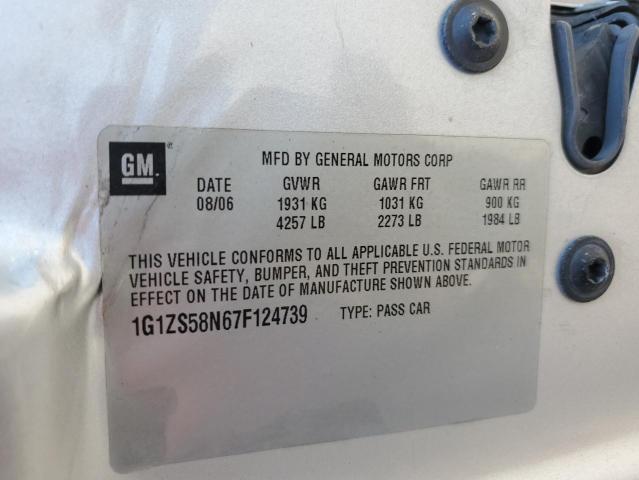 GM® MFD BY GENERAL MOTORS CORP
DATE GVWR GAWR FRT GAWR RR
08/06 1931 KG 1031 KG 900 KG
4257 LB 2273 LB 1984 LB
THIS VEHICLE CONFORMS TO ALL APPLICABLE U.S. FEDERAL MOTOR
VEHICLE SAFETY, BUMPER, AND THEFT PREVENTION STANDARDS IN
EFFECT ON THE DATE OF MANUFACTURE SHOWN ABOVE.
1G1ZS58N67F124739 TYPE: PASS CAR